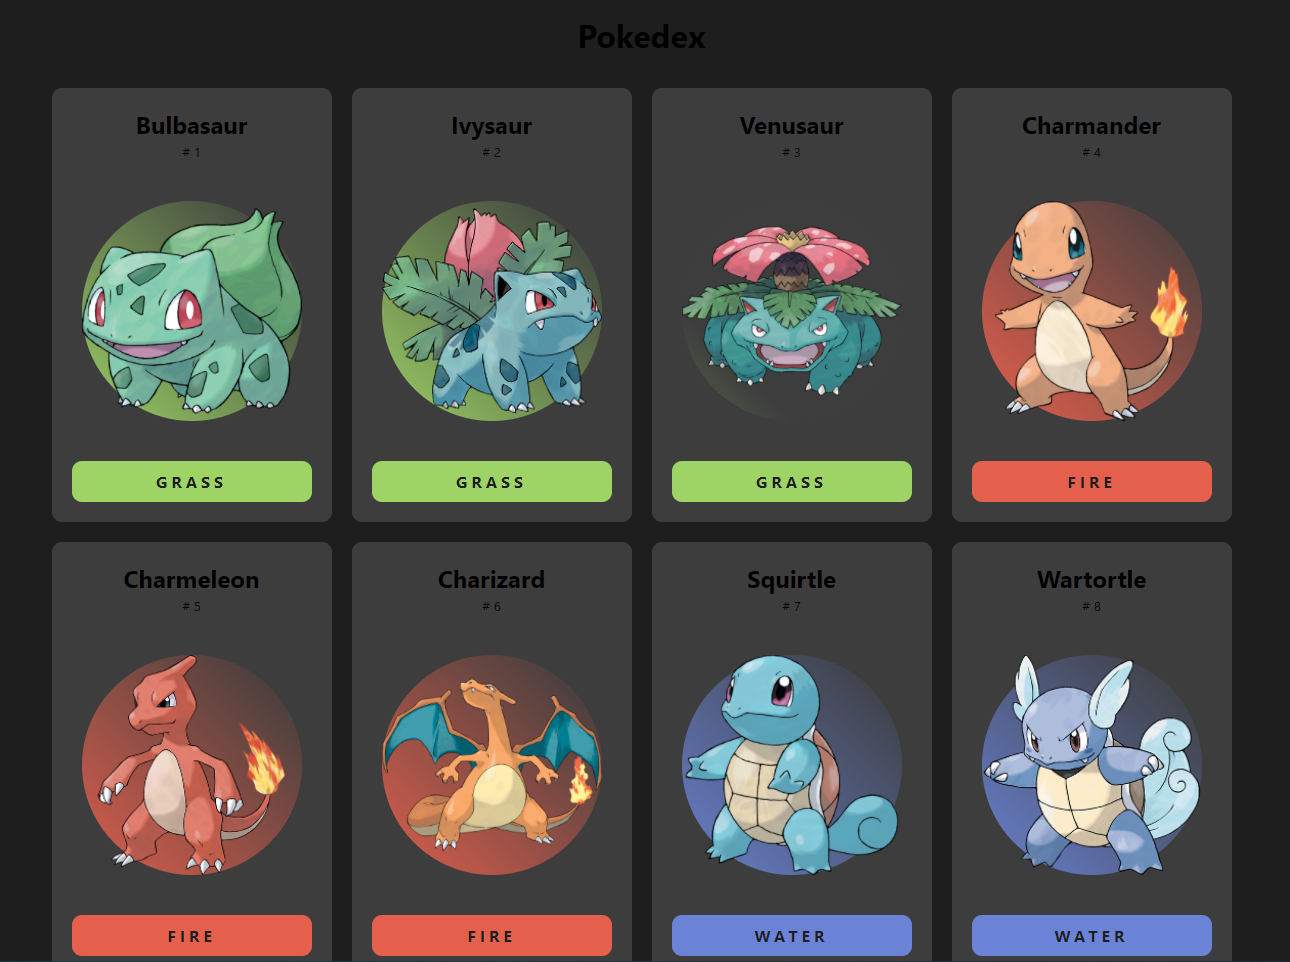 Pokedex
Bulbasaur
# 1
GRASS
Ivysaur
# 2
GRASS
Venusaur
# 3
GRASS
Charmander
# 4
FIRE
Charmeleon
# 5
FIRE
Charizard
# 6
FIRE
Squirtle
# 7
WATER
Wartortle
# 8
WATER